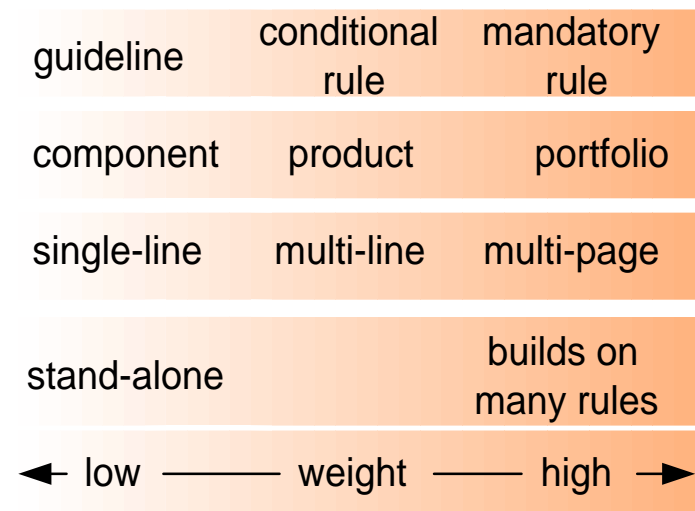 guideline conditional mandatory
rule rule
component product portfolio
single-line multi-line multi-page
stand-alone builds on
many rules
low weight high